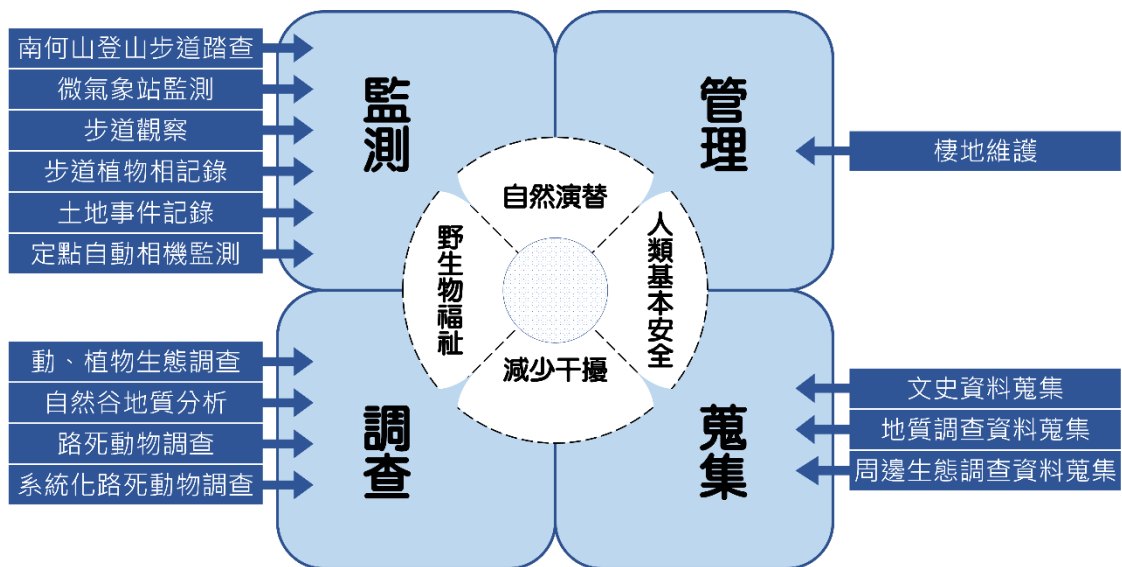 南何山登山步道踏查
微氣象站監測
步道觀察
步道植物相記錄
土地事件記錄
定點自動相機監測
監測
管理
棲地維護
自然演替
野生物福祉
人類基本安全
減少干擾
動、植物生態調查
自然谷地質分析
路死動物調查
系統化路死動物調查
調查
蒐集
文史資料蒐集
地質調查資料蒐集
周邊生態調查資料蒐集